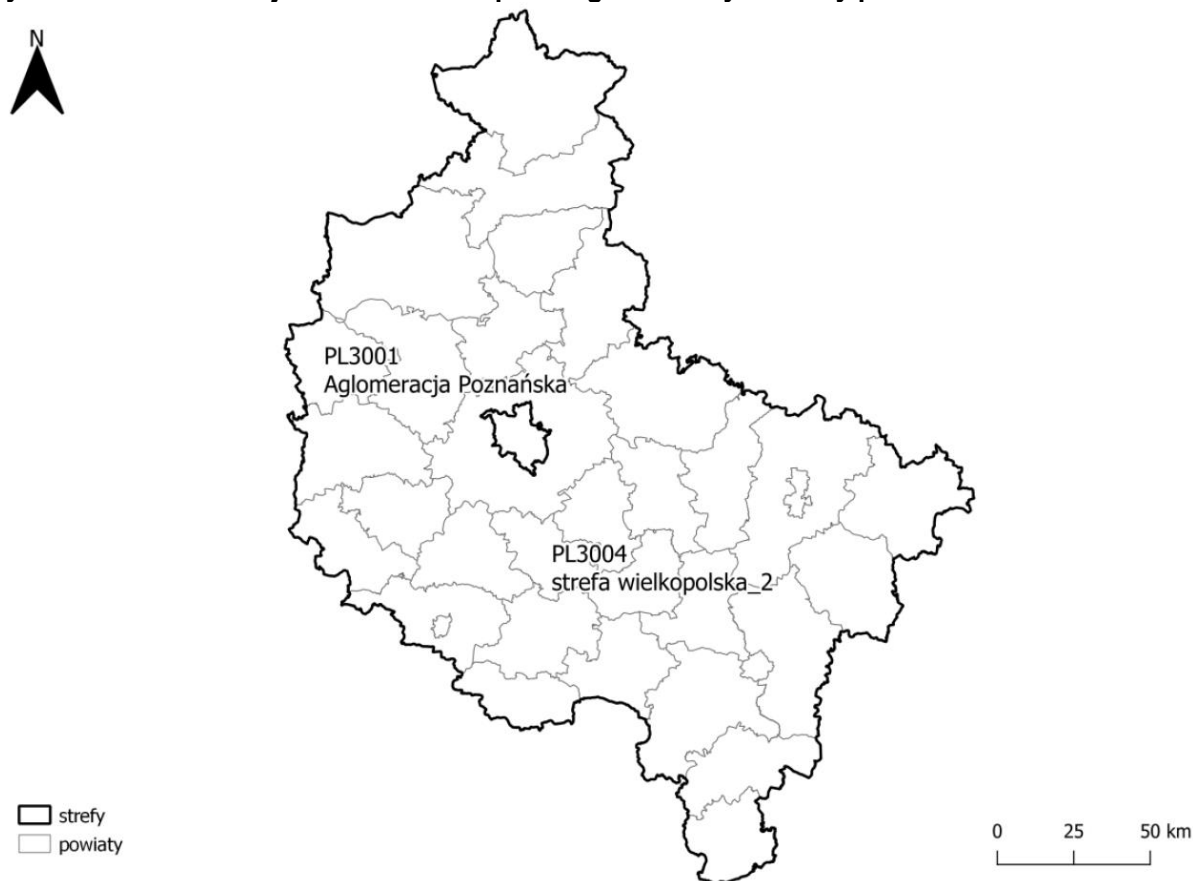 N
PL3001
Aglomeracja Poznańska
PL3004
strefa wielkopolska_2
strefy
powiaty
0 25 50 km